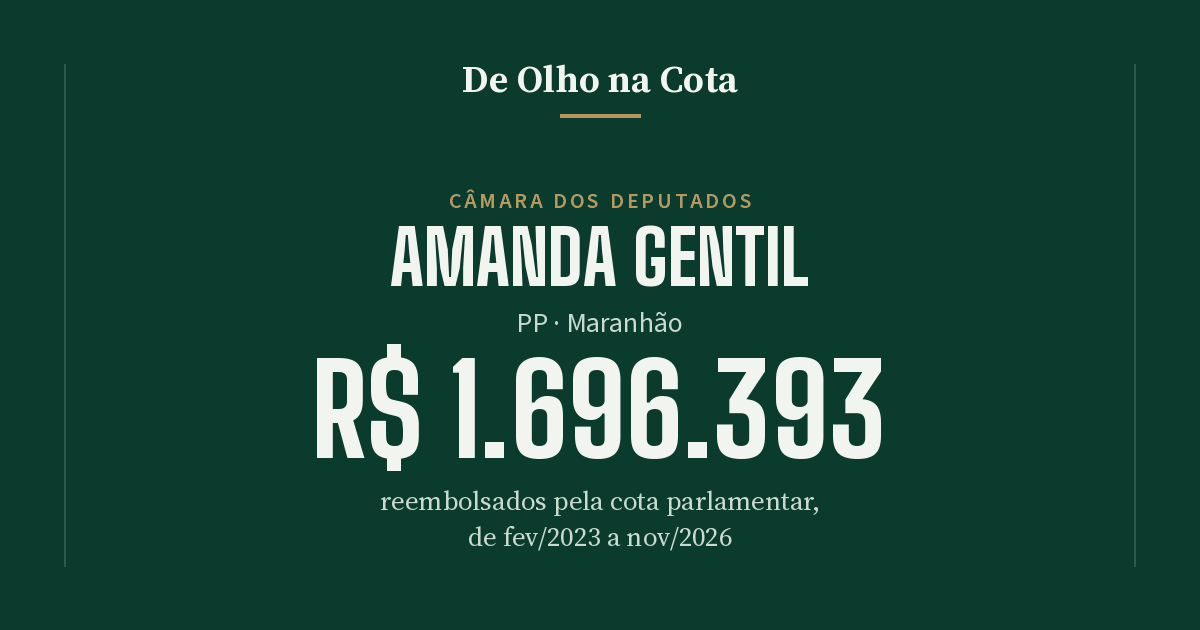 De Olho na Cota
CÂMARA DOS DEPUTADOS
AMANDA GENTIL
PP · Maranhão
R$ 1.696.393
reembolsados pela cota parlamentar,
de fev/2023 a nov/2026